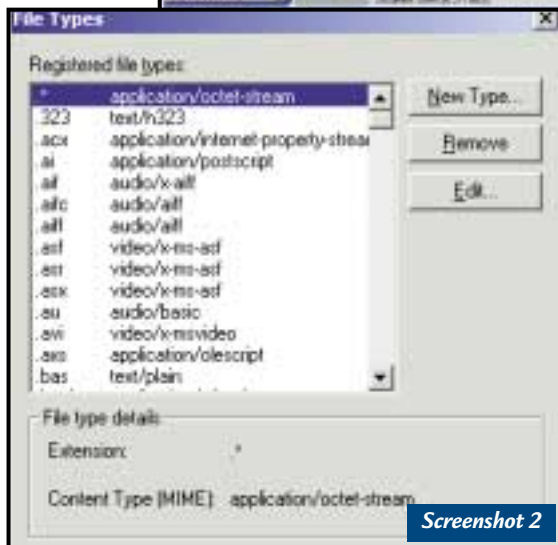 File Types
Registered file types:
.* application/octet-stream
.323 text/h323
.acx application/internet-property-strea
.ai application/postscript
.aif audio/x-aiff
.aifc audio/aiff
.aiff audio/aiff
.asf video/x-ms-asf
.asr video/x-ms-asf
.asx video/x-ms-asf
.au audio/basic
.avi video/x-msvideo
.axs application/olescript
.bas text/plain
New Type...
Remove
Edit...
File type details
Extension: .*
Content Type (MIME): application/octet-stream
Screenshot 2